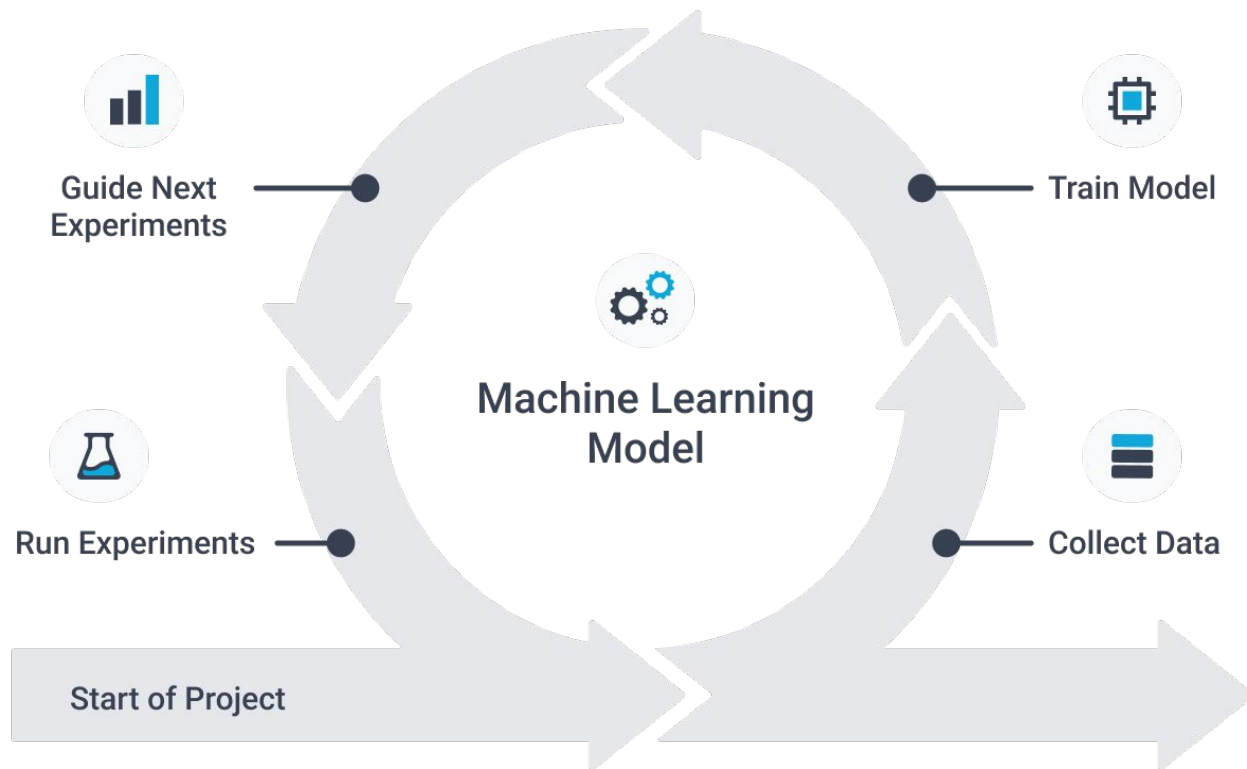 Guide Next
Experiments
Train Model
Machine Learning
Model
Run Experiments
Collect Data
Start of Project